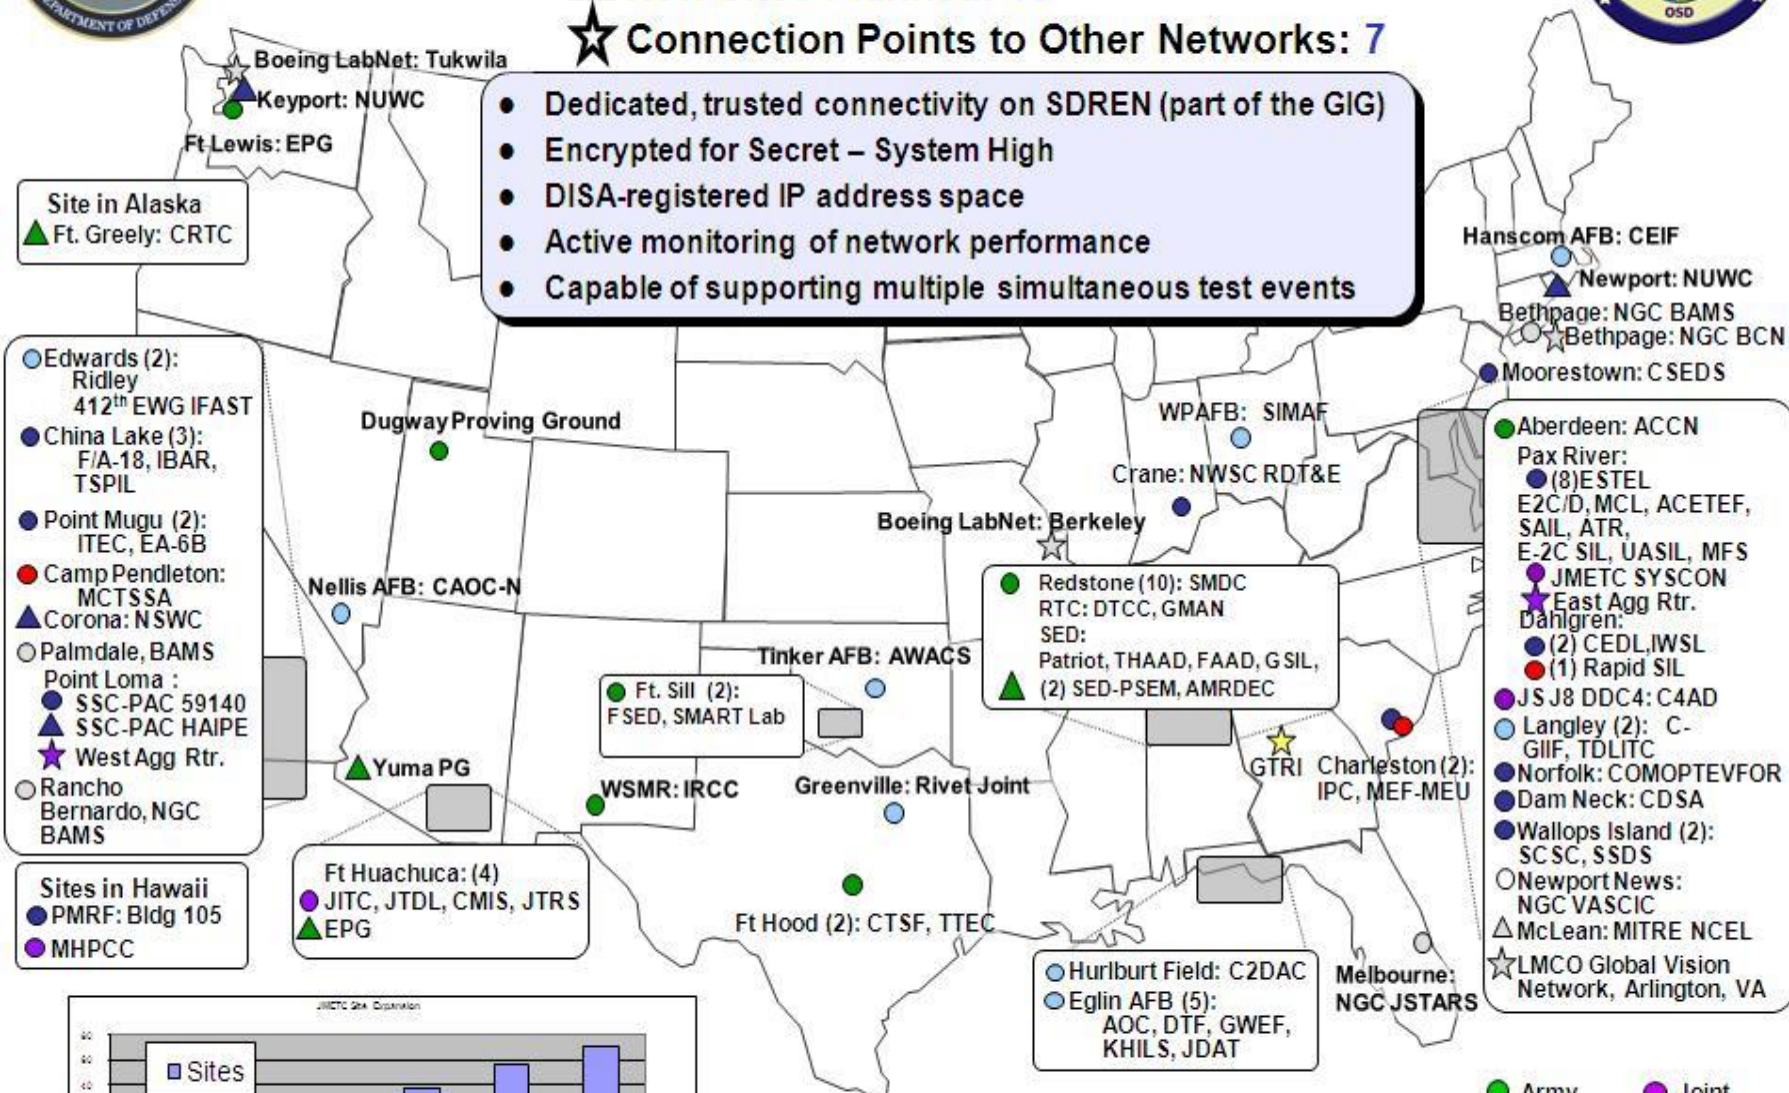 DEPARTMENT OF DEFENS
OSD
Connection Points to Other Networks: 7
● Dedicated, trusted connectivity on SDREN (part of the GIG)
● Encrypted for Secret – System High
● DISA-registered IP address space
● Active monitoring of network performance
● Capable of supporting multiple simultaneous test events
Boeing LabNet: Tukwila
Keyport: NUWC
Ft Lewis: EPG
Site in Alaska
Ft. Greely: CRTC
Edwards (2):
Ridley
412th EWG IFAST
China Lake (3):
F/A-18, IBAR,
TSPIL
Point Mugu (2):
ITEC, EA-6B
Camp Pendleton:
MCTSSA
Corona: NSWC
Palmdale, BAMS
Point Loma :
SSC-PAC 59140
SSC-PAC HAIPE
West Agg Rtr.
Rancho
Bernardo, NGC
BAMS
Sites in Hawaii
PMRF: Bldg 105
MHPCC
Dugway Proving Ground
Nellis AFB: CAOC-N
Yuma PG
Ft Huachuca: (4)
JITC, JTDL, CMIS, JTRS
EPG
WSMR: IRCC
Ft. Sill (2):
FSED, SMART Lab
Tinker AFB: AWACS
Greenville: Rivet Joint
Ft Hood (2): CTSF, TTEC
Boeing LabNet: Berkeley
WPAFB: SIMAF
Crane: NWSC RDT&E
Redstone (10): SMDC
RTC: DTCC, GMAN
SED:
Patriot, THAAD, FAAD, GSIL,
(2) SED-PSEM, AMRDEC
GTRI
Charleston (2):
IPC, MEF-MEU
Hurlburt Field: C2DAC
Eglin AFB (5):
AOC, DTF, GWEF,
KHILS, JDAT
Melbourne:
NGC JSTARS
Hanscom AFB: CEIF
Newport: NUWC
Bethpage: NGC BAMS
Bethpage: NGC BCN
Moorestown: CSEDS
Aberdeen: ACCN
Pax River:
(8)ESTEL
E2C/D, MCL, ACETEF,
SAIL, ATR,
E-2C SIL, UASIL, MFS
JMETC SYSCON
East Agg Rtr.
Dahlgren:
(2) CEDL,IWSL
(1) Rapid SIL
JSJ8 DDC4: C4AD
Langley (2): C-
GIIF, TDLITC
Norfolk: COMOPTEVFOR
Dam Neck: CDSA
Wallops Island (2):
SCSC, SSDS
Newport News:
NGC VASCIC
McLean: MITRE NCEL
LMCO Global Vision
Network, Arlington, VA
JMETC Site Expansion
Sites
Army
Joint